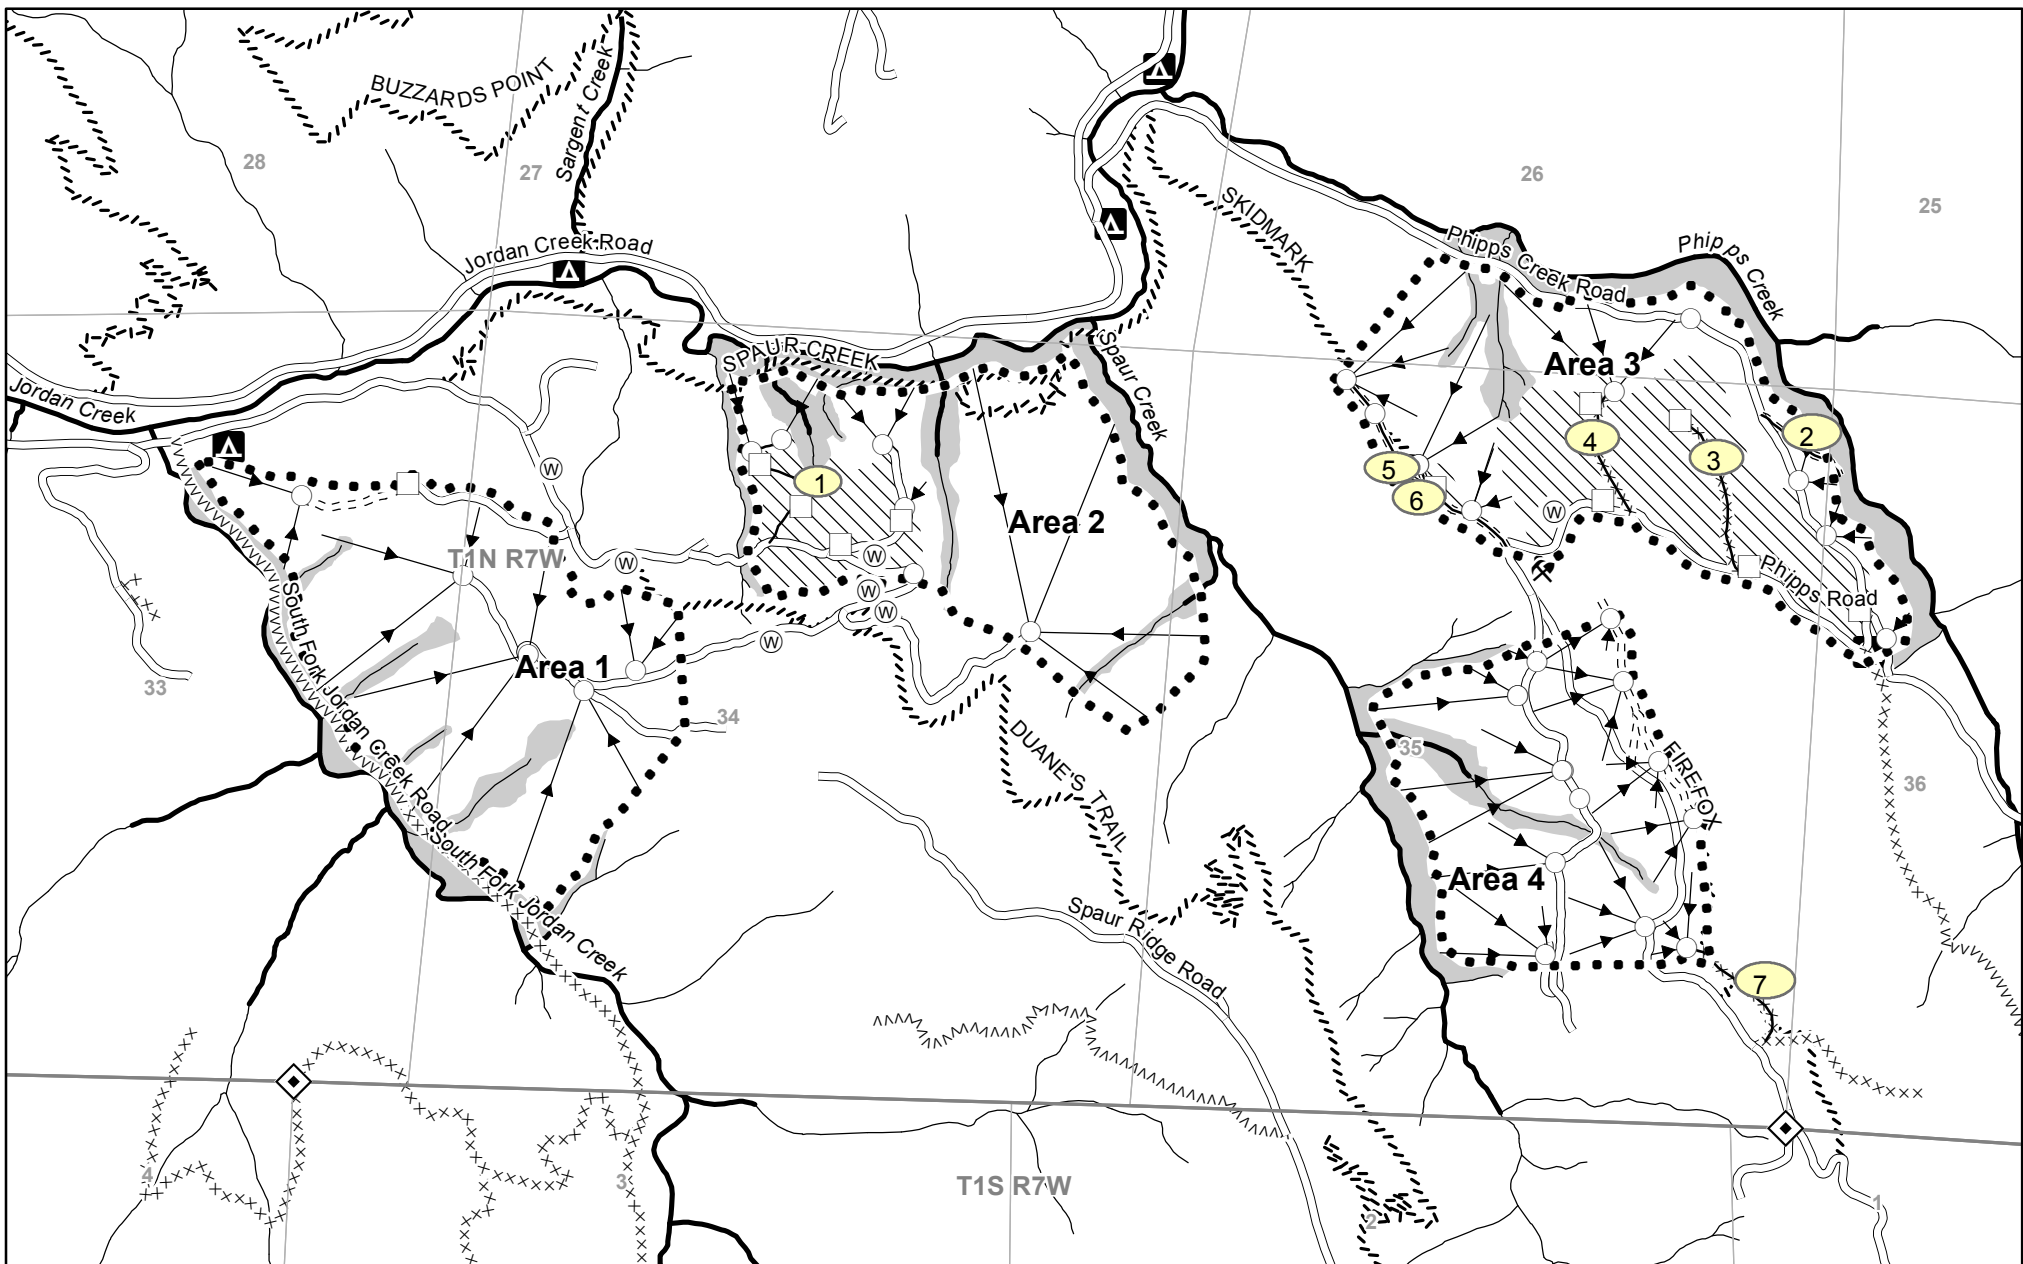 BUZZARDS POINT
Sargent Creek
28
27
26
25
SKIDMARK
Jordan Creek Road
Phipps Creek Road
Phipps Creek
SPAUR CREEK
Spaur Creek
Area 3
Jordan Creek
2
4
3
5
1
6
W
W
Area 2
T1N R7W
W
W
W
W
W
Phipps Road
South Fork Jordan Creek Road
Area 1
33
34
35
36
DUANE'S TRAIL
FIREFOX
South Fork Jordan Creek
Area 4
Spaur Ridge Road
7
4
3
T1S R7W
2
1